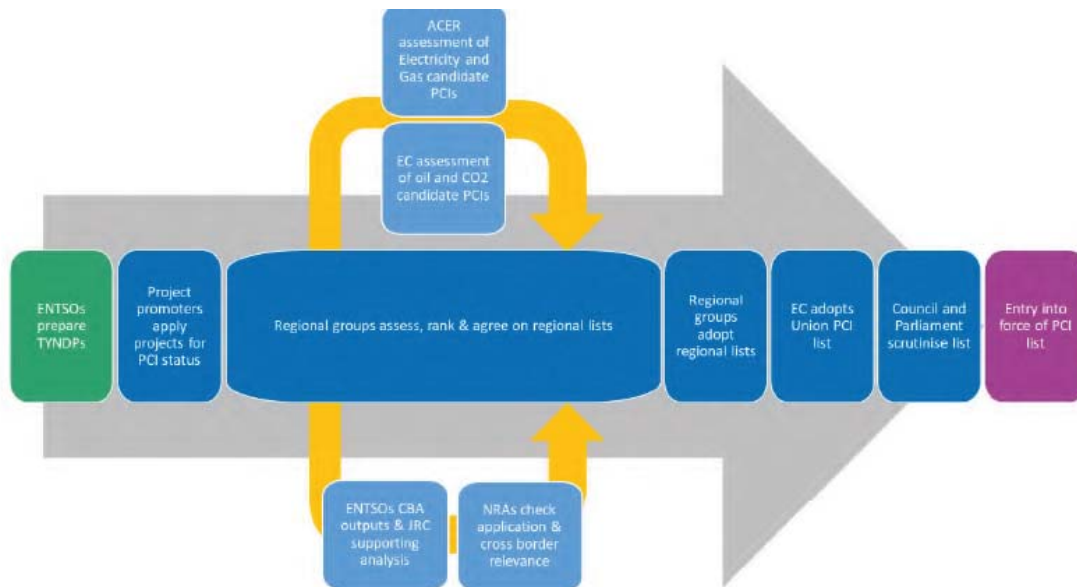 ACER
assessment of
Electricity and
Gas candidate
PCIs
EC assessment
of oil and CO2
candidate PCIs
ENTSOs
prepare
TYNDPs
Project
promoters
apply
projects for
PCI status
Regional groups assess, rank & agree on regional lists
Regional
groups
adopt
regional lists
EC adopts
Union PCI
list
Council and
Parliament
scrutinise list
Entry into
force of PCI
list
ENTSOs CBA
outputs & JRC
supporting
analysis
NRAs check
application &
cross border
relevance